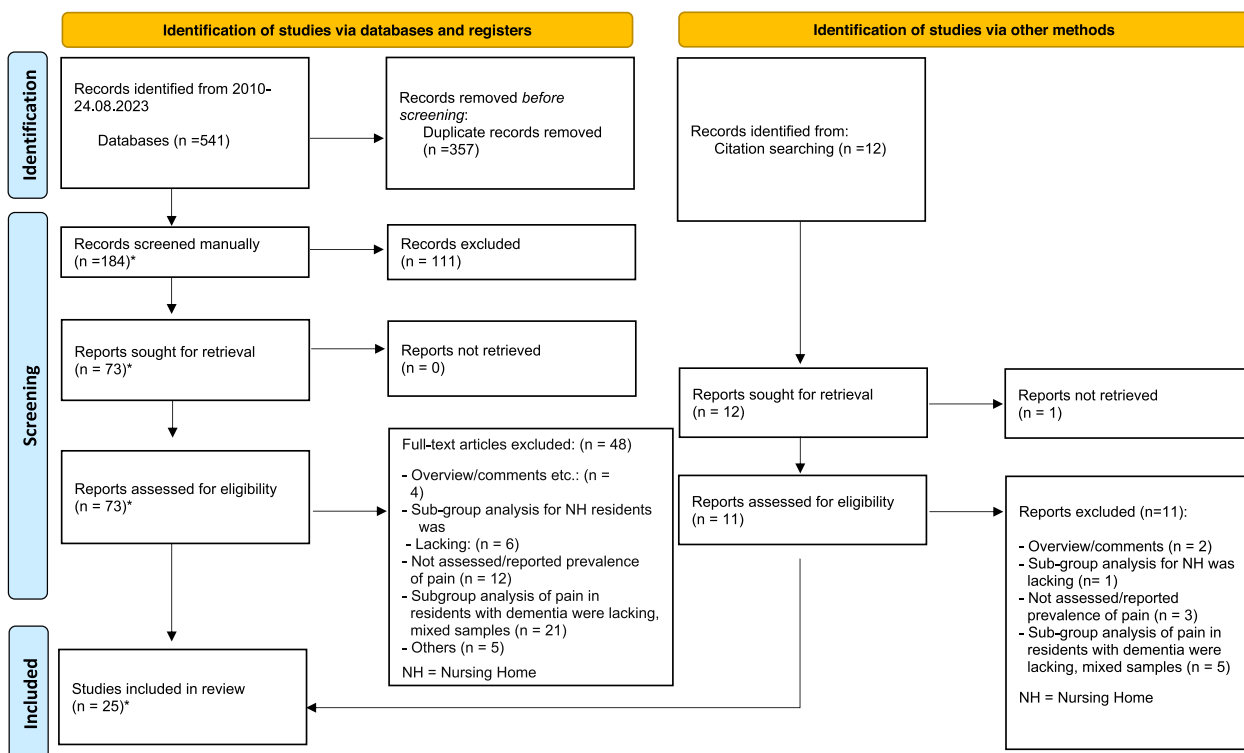 Identification of studies via databases and registers
Identification of studies via other methods
Identification
Records identified from 2010-
24.08.2023
Databases (n =541)
Records removed before
screening:
Duplicate records removed
(n =357)
Records identified from:
Citation searching (n =12)
Screening
Records screened manually
(n =184)*
Records excluded
(n = 111)
Reports sought for retrieval
(n = 73)*
Reports not retrieved
(n = 0)
Reports sought for retrieval
(n = 12)
Reports not retrieved
(n = 1)
Reports assessed for eligibility
(n = 73)*
Full-text articles excluded: (n = 48)
- Overview/comments etc.: (n =
4)
- Sub-group analysis for NH residents
was
- Lacking: (n = 6)
- Not assessed/reported prevalence
of pain (n = 12)
- Subgroup analysis of pain in
residents with dementia were lacking,
mixed samples (n = 21)
- Others (n = 5)
NH = Nursing Home
Reports assessed for eligibility
(n = 11)
Reports excluded (n=11):
- Overview/comments (n = 2)
- Sub-group analysis for NH was
lacking (n= 1)
- Not assessed/reported
prevalence of pain (n = 3)
- Sub-group analysis of pain in
residents with dementia were
lacking, mixed samples (n = 5)
NH = Nursing Home
Included
Studies included in review
(n = 25)*